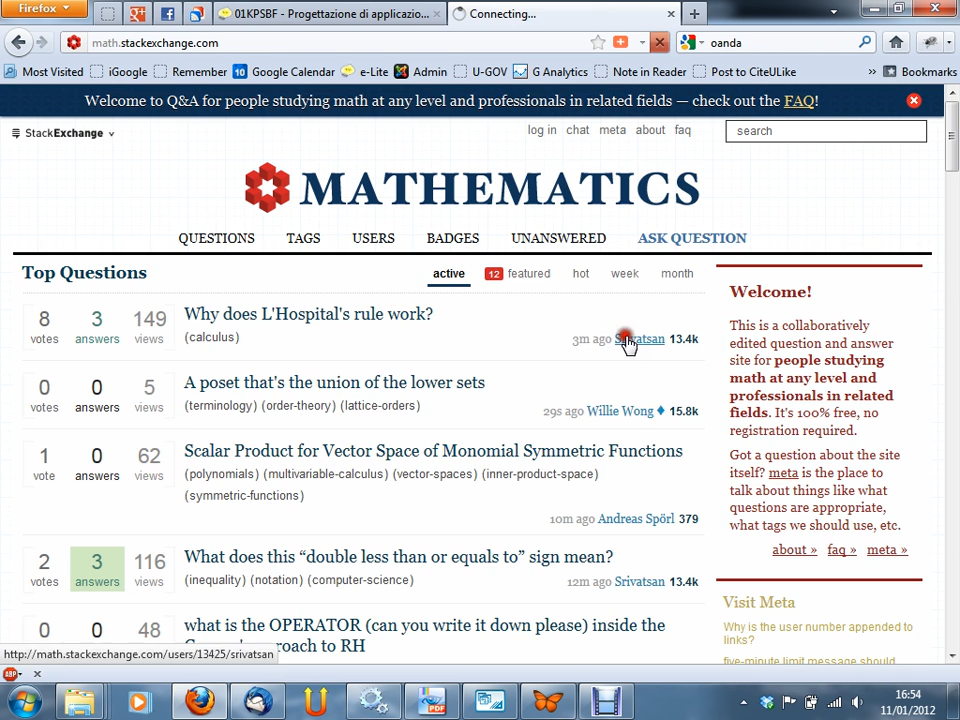 Firefox
01KPSBF - Progettazione di applicazio...
Connecting...
math.stackexchange.com
oanda
Most Visited iGoogle Remember 10 Google Calendar e-Lite Admin U-GOV G Analytics Note in Reader Post to CiteULike » Bookmarks
Welcome to Q&A for people studying math at any level and professionals in related fields — check out the FAQ!
StackExchange
log in chat meta about faq
search
MATHEMATICS
QUESTIONS TAGS USERS BADGES UNANSWERED ASK QUESTION
Top Questions
active 12 featured hot week month
8 3 149 Why does L'Hospital's rule work?
votes answers views (calculus)
3m ago Srivatsan 13.4k
0 0 5 A poset that's the union of the lower sets
votes answers views (terminology) (order-theory) (lattice-orders)
29s ago Willie Wong ♦ 15.8k
1 0 62 Scalar Product for Vector Space of Monomial Symmetric Functions
vote answers views (polynomials) (multivariable-calculus) (vector-spaces) (inner-product-space)
(symmetric-functions)
10m ago Andreas Spörl 379
2 3 116 What does this “double less than or equals to” sign mean?
votes answers views (inequality) (notation) (computer-science)
12m ago Srivatsan 13.4k
0 0 48 what is the OPERATOR (can you write it down please) inside the
roach to RH
Welcome!
This is a collaboratively
edited question and answer
site for people studying
math at any level and
professionals in related
fields. It's 100% free, no
registration required.
Got a question about the site
itself? meta is the place to
talk about things like what
questions are appropriate,
what tags we should use, etc.
about » faq » meta »
Visit Meta
Why is the user number appended to
links?
five-minute limit message should
http://math.stackexchange.com/users/13425/srivatsan
ABP
PDF
16:54
11/01/2012